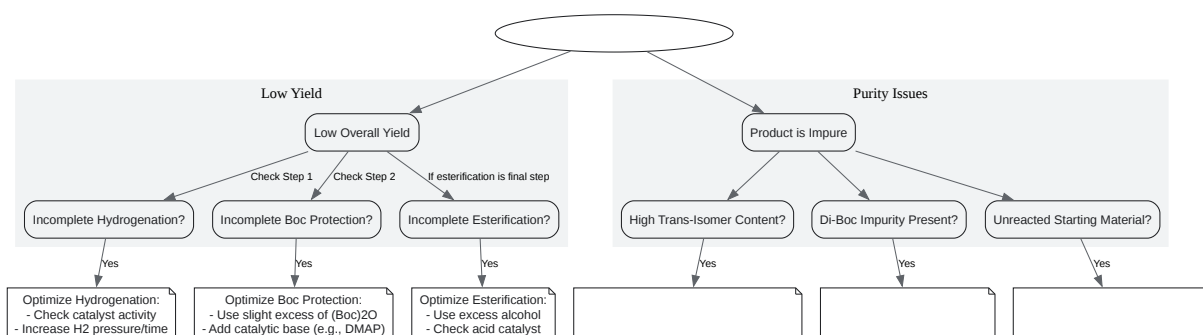 Low Yield
Purity Issues
Low Overall Yield
Product is Impure
Check Step 1
Check Step 2
If esterification is final step
Incomplete Hydrogenation?
Incomplete Boc Protection?
Incomplete Esterification?
High Trans-Isomer Content?
Di-Boc Impurity Present?
Unreacted Starting Material?
Yes
Yes
Yes
Yes
Yes
Yes
Optimize Hydrogenation:
- Check catalyst activity
- Increase H2 pressure/time
Optimize Boc Protection:
- Use slight excess of (Boc)2O
- Add catalytic base (e.g., DMAP)
Optimize Esterification:
- Use excess alcohol
- Check acid catalyst